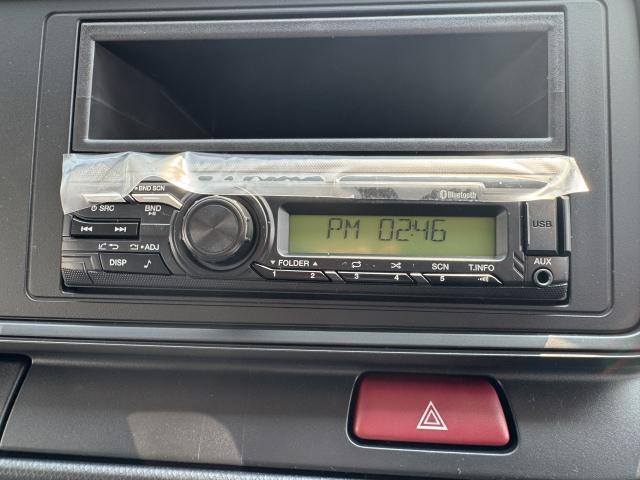 BND SCN
Bluetooth
SRC
BND
PM 02:46
USB
ADJ
DISP
FOLDER
SCN
T.INFO
AUX
1
2
3
4
5